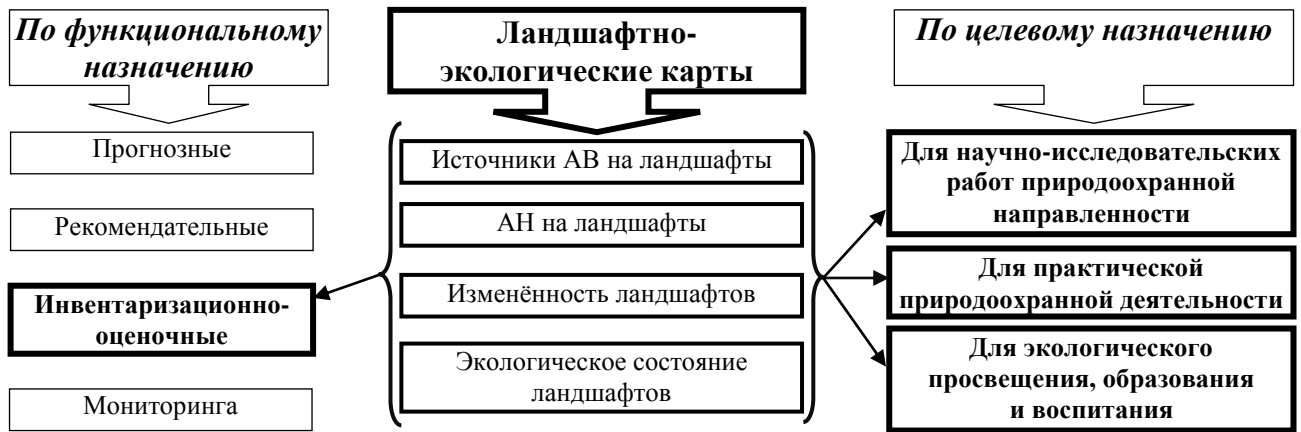 По функциональному
назначению
Прогнозные
Рекомендательные
Инвентаризационно-
оценочные
Мониторинга
Ландшафтно-
экологические карты
Источники АВ на ландшафты
АН на ландшафты
Изменённость ландшафтов
Экологическое состояние
ландшафтов
По целевому назначению
Для научно-исследовательских
работ природоохранной
направленности
Для практической
природоохранной деятельности
Для экологического
просвещения, образования
и воспитания